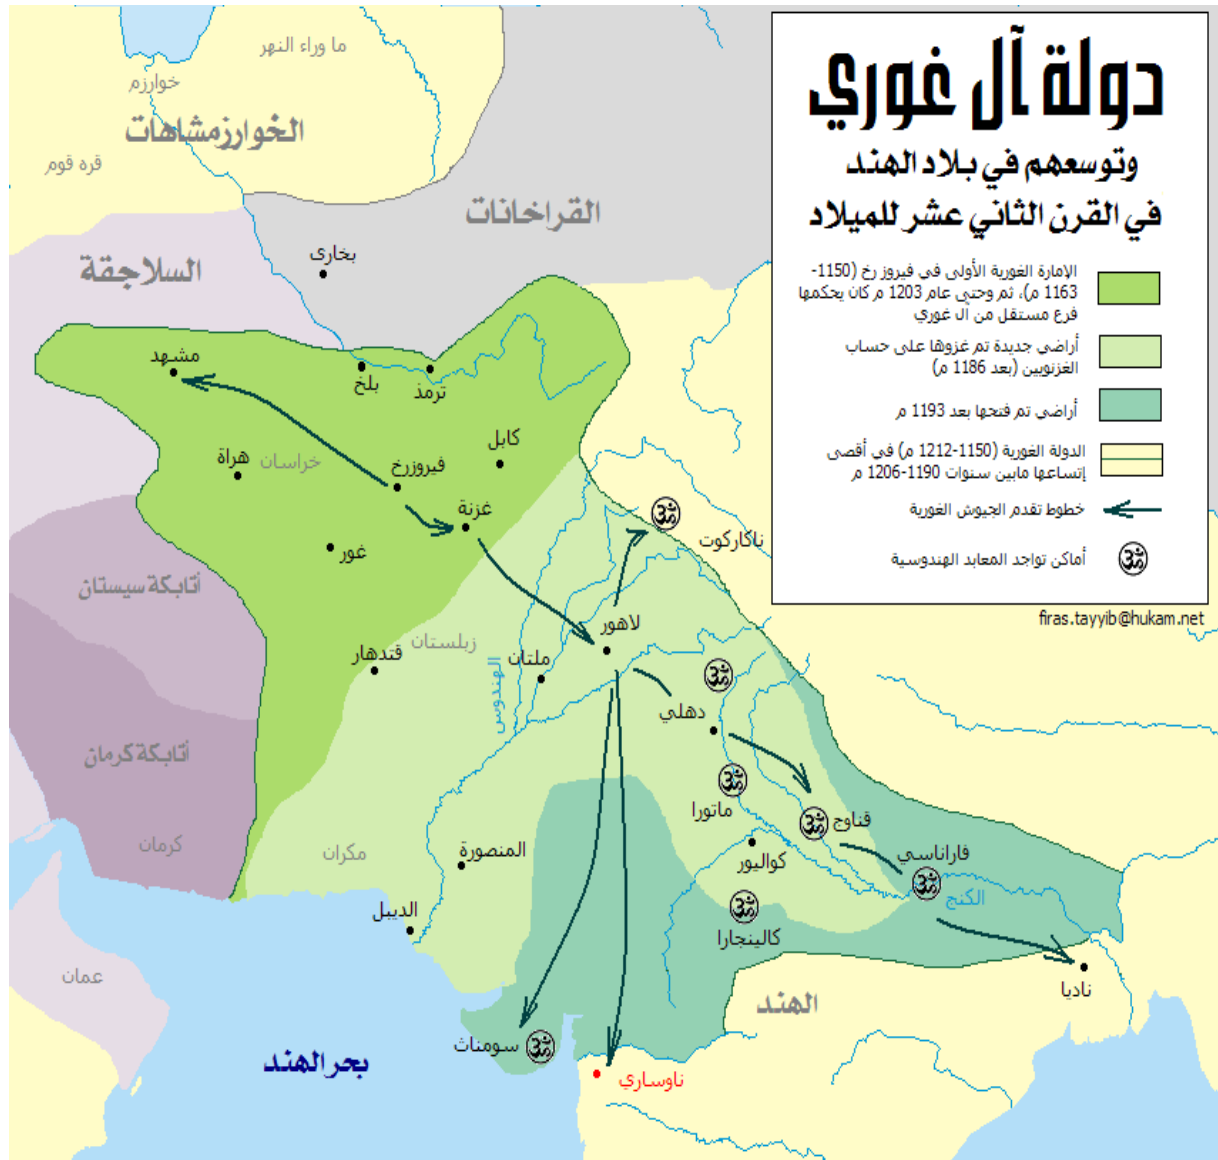 دولة آل غوري
وتوسعهم في بلاد الهند
في القرن الثاني عشر للميلاد
الإمارة الغورية الأولى في فيروز رخ (1150-
1163 م)، ثم وحتى عام 1203 م كان يحكمها
فرع مستقل من آل غوري
أراضي جديدة تم غزوها على حساب
الغزنويين (بعد 1186 م)
أراضي تم فتحها بعد 1193 م
الدولة الغورية (1150-1212 م) في أقصى
إتساعها مابين سنوات 1190-1206 م
خطوط تقدم الجيوش الغورية
أماكن تواجد المعابد الهندوسية
firas.tayyib@hukam.net
ما وراء النهر
خوارزم
الخوارزمشاهات
قره قوم
القراخانات
بخارى
السلاجقة
مشهد
بلخ
ترمذ
كابل
هراة
خراسان
فيروزرخ
غزنة
غور
ناكاركوت
أتابكة سيستان
زبلستان
لاهور
قندهار
ملتان
الهندوس
دهلي
أتابكة كرمان
ماتورا
قناوج
كرمان
مكران
المنصورة
كواليور
فاراناسي
الكنج
الديبل
كالينجارا
عمان
الهند
ناديا
سومناث
بحر الهند
ناوساري